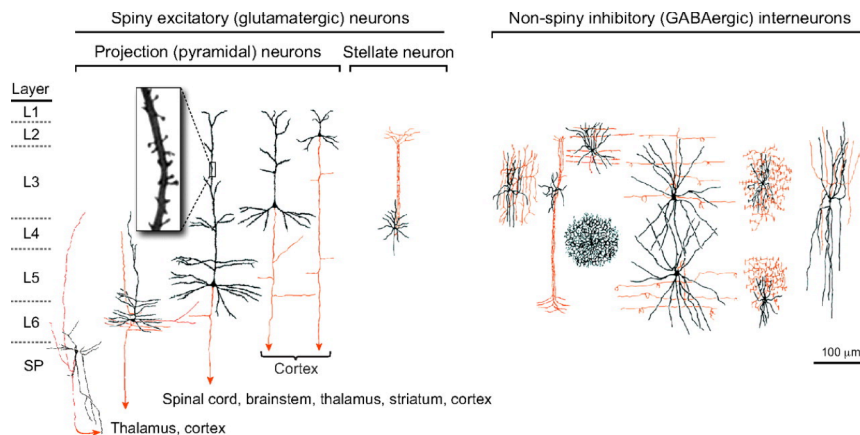 Spiny excitatory (glutamatergic) neurons
Non-spiny inhibitory (GABAergic) interneurons
Projection (pyramidal) neurons
Stellate neuron
Layer
L1
L2
L3
L4
L5
L6
SP
100 μm
Cortex
Spinal cord, brainstem, thalamus, striatum, cortex
Thalamus, cortex